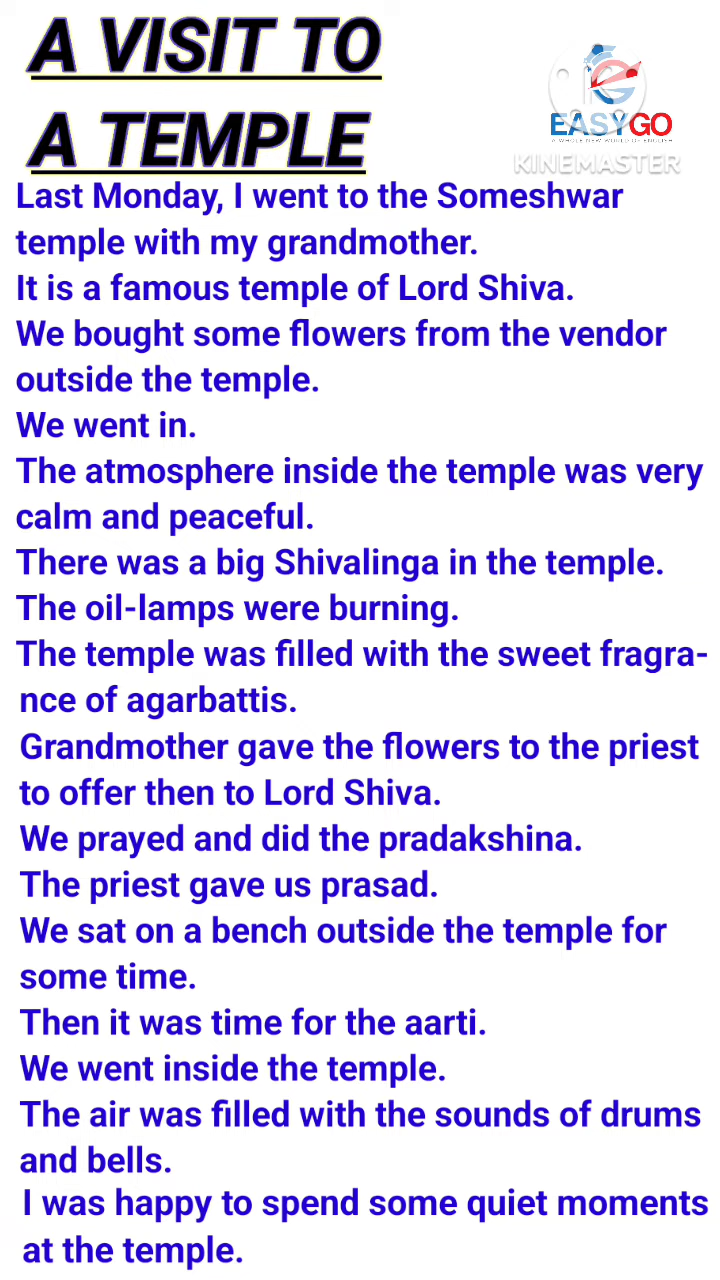 A VISIT TO
A TEMPLE
EASYGO
A WHOLE NEW WORLD OF ENGLISH
KINEMASTER
Last Monday, I went to the Someshwar
temple with my grandmother.
It is a famous temple of Lord Shiva.
We bought some flowers from the vendor
outside the temple.
We went in.
The atmosphere inside the temple was very
calm and peaceful.
There was a big Shivalinga in the temple.
The oil-lamps were burning.
The temple was filled with the sweet fragra-
nce of agarbattis.
Grandmother gave the flowers to the priest
to offer then to Lord Shiva.
We prayed and did the pradakshina.
The priest gave us prasad.
We sat on a bench outside the temple for
some time.
Then it was time for the aarti.
We went inside the temple.
The air was filled with the sounds of drums
and bells.
I was happy to spend some quiet moments
at the temple.